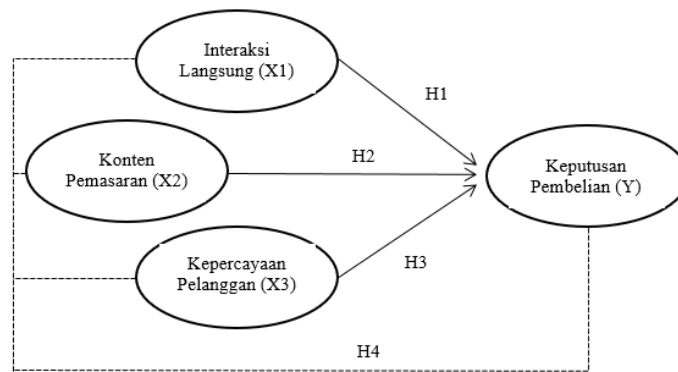 Interaksi
Langsung (X1)
H1
Konten
Pemasaran (X2)
H2
Keputusan
Pembelian (Y)
Kepercayaan
Pelanggan (X3)
H3
H4